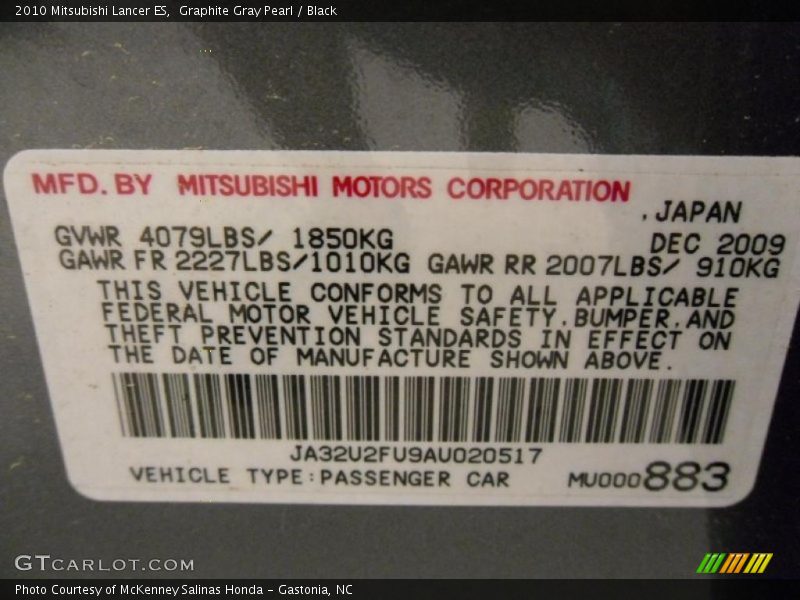 2010 Mitsubishi Lancer ES, Graphite Gray Pearl / Black
MFD. BY MITSUBISHI MOTORS CORPORATION
.JAPAN
GVWR 4079LBS/ 1850KG DEC 2009
GAWR FR 2227LBS/1010KG GAWR RR 2007LBS/ 910KG
THIS VEHICLE CONFORMS TO ALL APPLICABLE
FEDERAL MOTOR VEHICLE SAFETY,BUMPER,AND
THEFT PREVENTION STANDARDS IN EFFECT ON
THE DATE OF MANUFACTURE SHOWN ABOVE.
JA32U2FU9AU020517
VEHICLE TYPE:PASSENGER CAR MU000883
GTCARLOT.COM
Photo Courtesy of McKenney Salinas Honda - Gastonia, NC